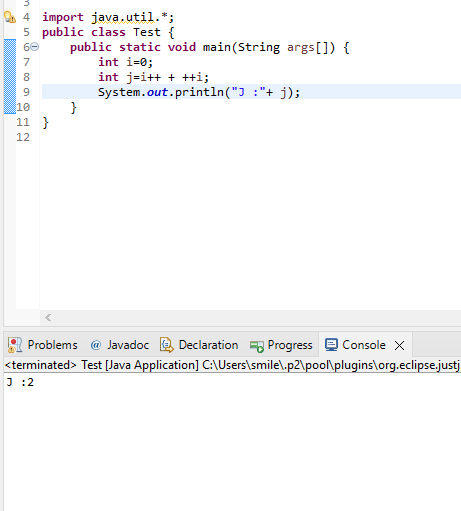 3
4 import java.util.*;
5 public class Test {
6 public static void main(String args[]) {
7 int i=0;
8 int j=i++ + ++i;
9 System.out.println("J :"+ j);
10 }
11 }
12
Problems @ Javadoc Declaration Progress Console
<terminated> Test [Java Application] C:\Users\smile\.p2\pool\plugins\org.eclipse.justj
J :2